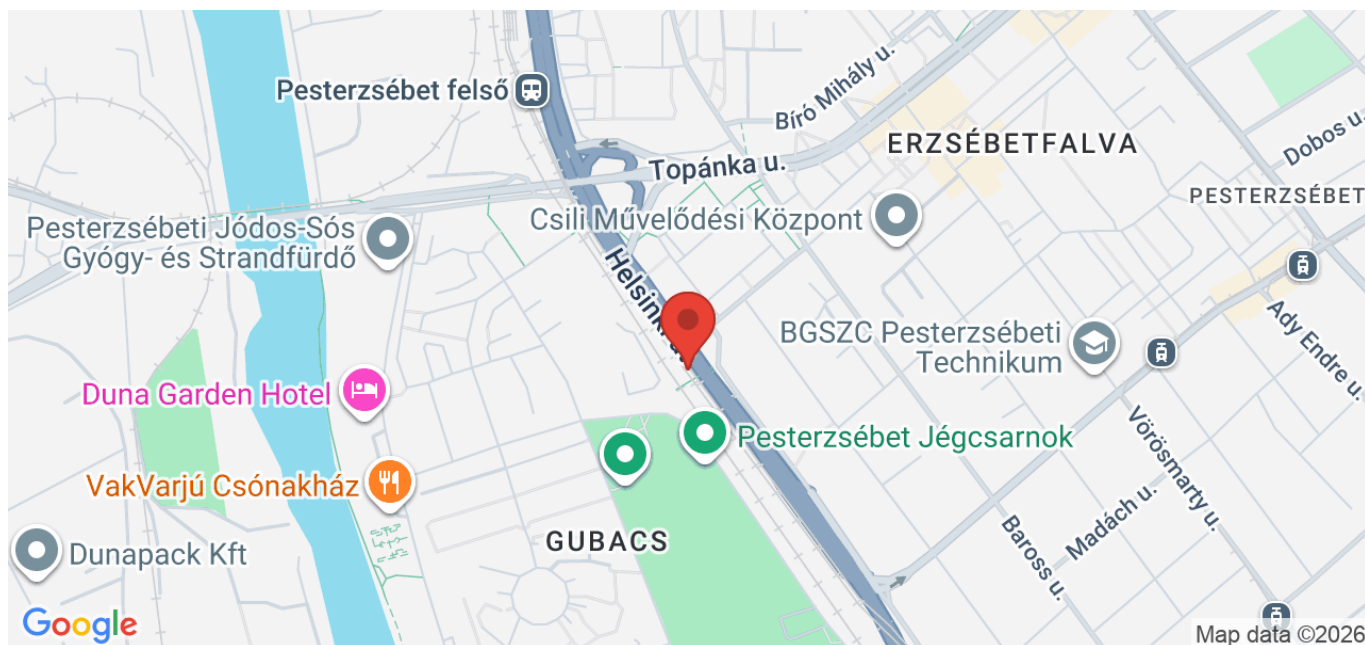 Pesterzsébet felső
Bíró Mihály u.
ERZSÉBETFALVA
Dobos u.
Topánka u.
PESTERZSÉBET
Csili Művelődési Központ
Pesterzsébeti Jódos-Sós
Gyógy- és Strandfürdő
Helsinki
BGSZC Pesterzsébeti
Technikum
Ady Endre u.
Duna Garden Hotel
Pesterzsébet Jégcsarnok
VakVarjú Csónakház
Vörösmarty u.
Madách u.
Baross u.
GUBACS
Dunapack Kft
Google
Map data ©2026